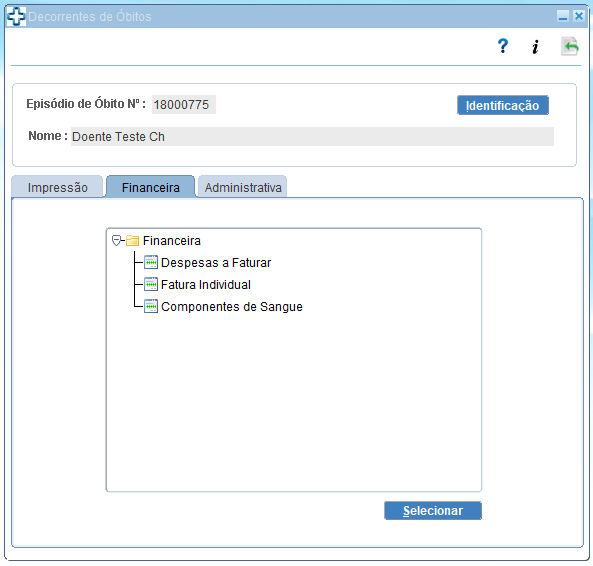 Decorrentes de Óbitos
? i
Episódio de Óbito Nº : 18000775 Identificação
Nome : Doente Teste Ch
Impressão Financeira Administrativa
Financeira
Despesas a Faturar
Fatura Individual
Componentes de Sangue
Selecionar